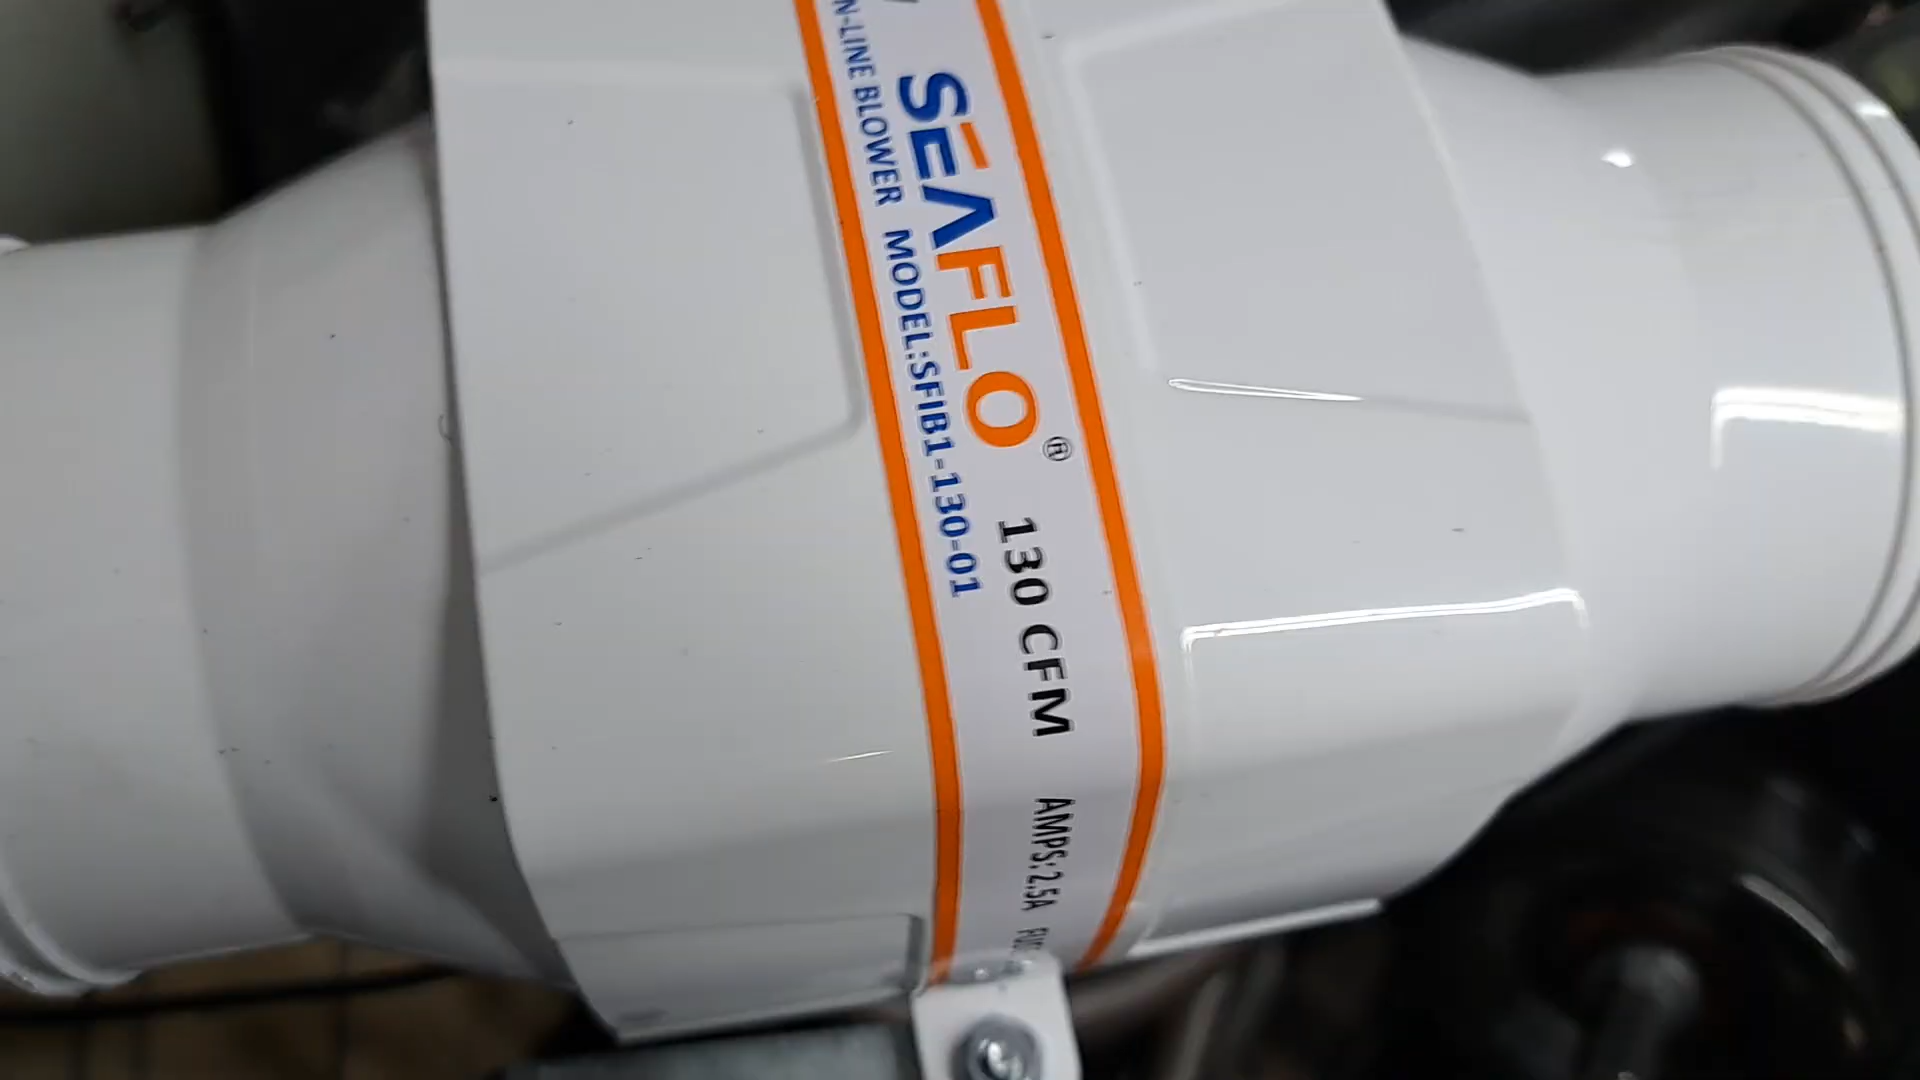 SEAFLO® 130 CFM AMPS:2.5A
N-LINE BLOWER MODEL:SFIB1-130-01